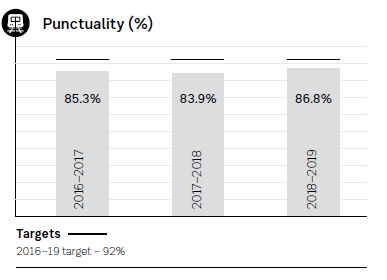 Punctuality (%)
85.3% 83.9% 86.8%
2016–2017 2017–2018 2018–2019
Targets
2016–19 target – 92%